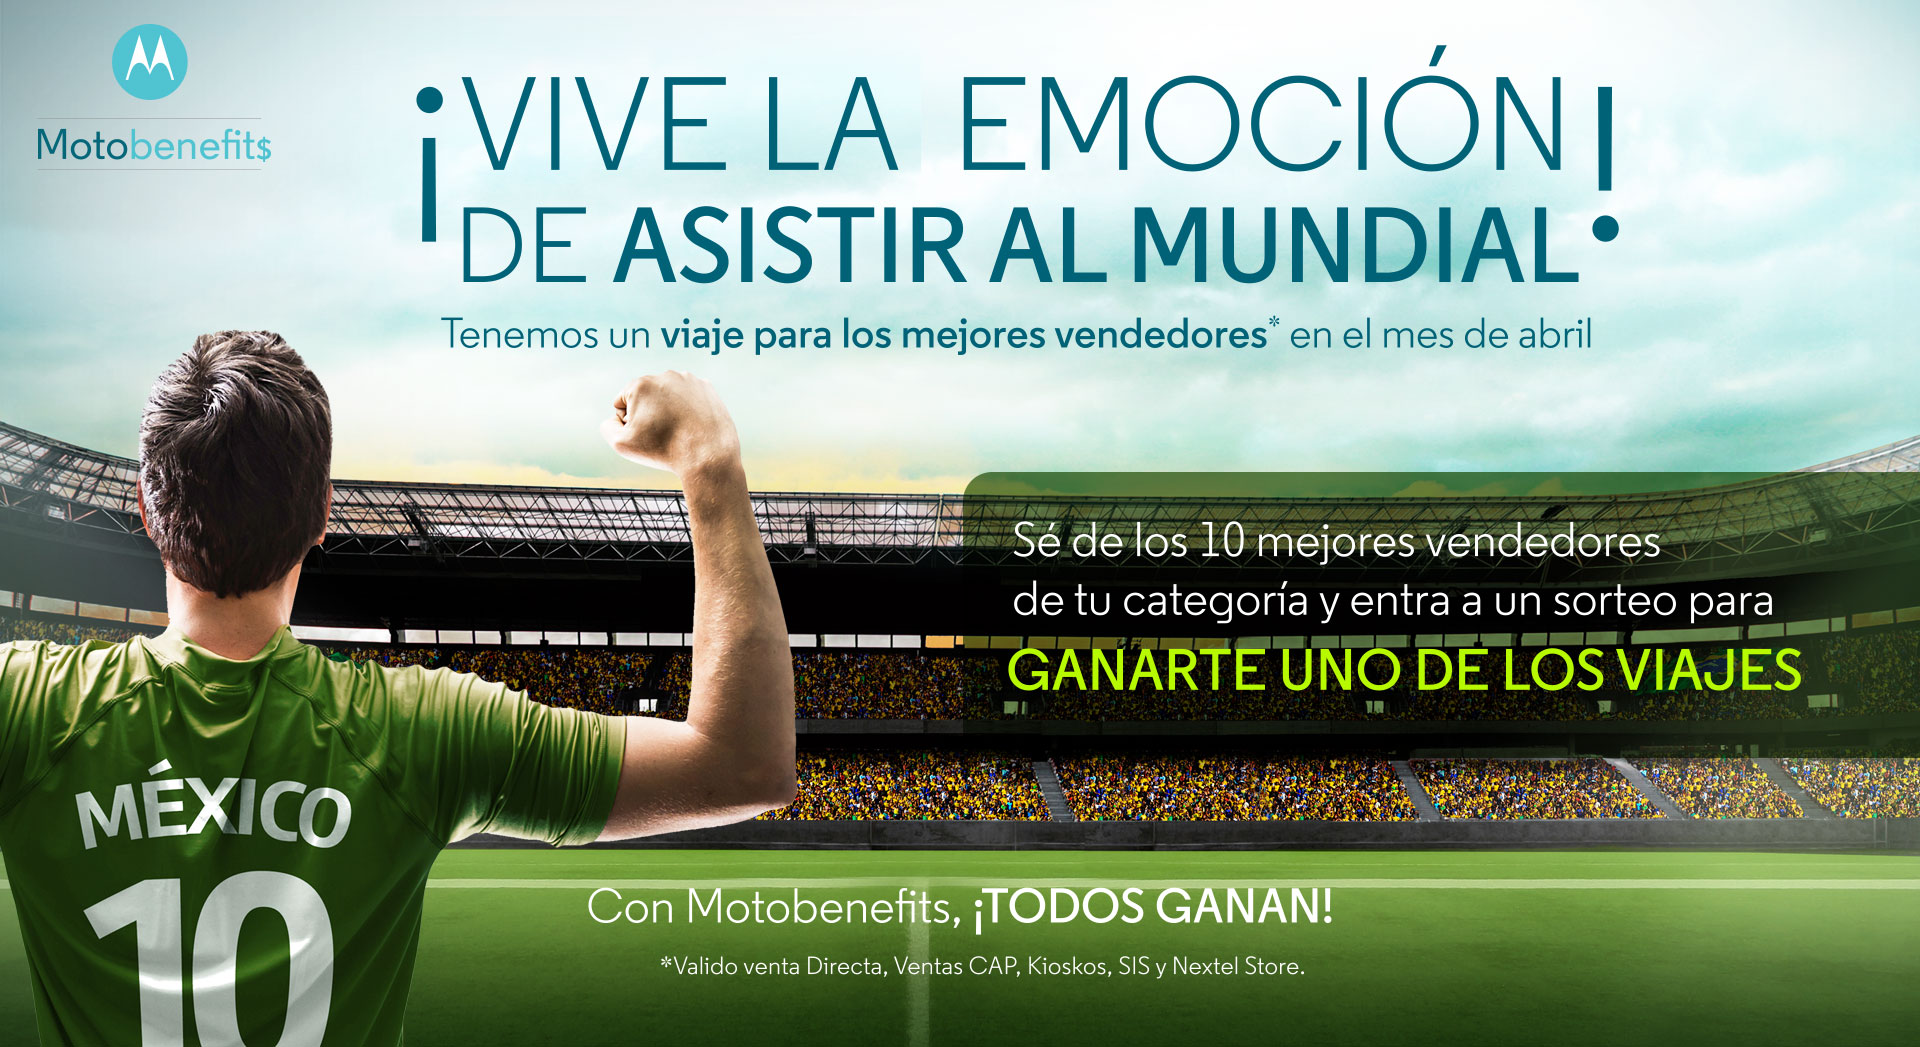 Motobenefit$
¡VIVE LA EMOCIÓN
DE ASISTIR AL MUNDIAL!
Tenemos un viaje para los mejores vendedores* en el mes de abril
Sé de los 10 mejores vendedores
de tu categoría y entra a un sorteo para
GANARTE UNO DE LOS VIAJES
MÉXICO
10
Con Motobenefits, ¡TODOS GANAN!
*Valido venta Directa, Ventas CAP, Kioskos, SIS y Nextel Store.